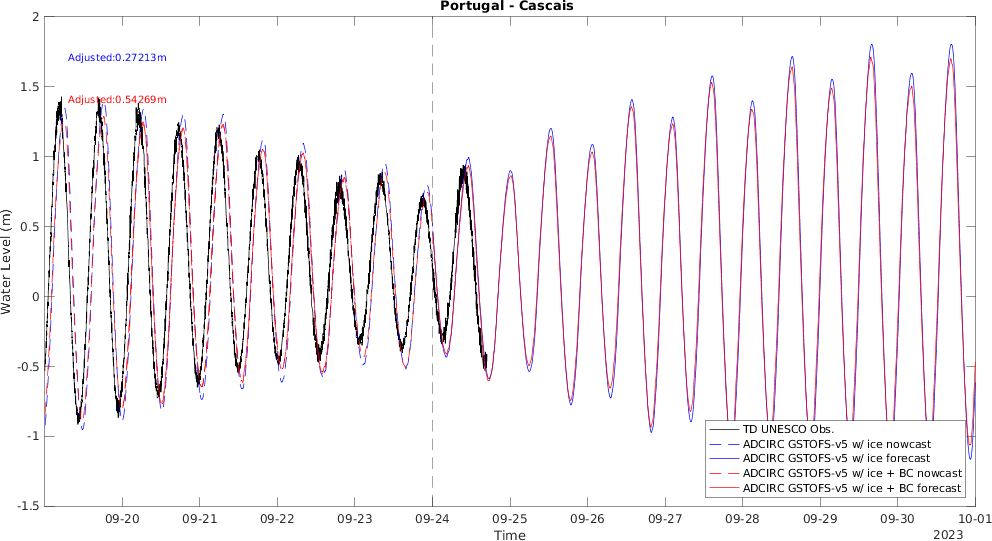 Portugal - Cascais
2
1.5
1
0.5
0
-0.5
-1
-1.5
Water Level (m)
Adjusted:0.27213m
Adjusted:0.54269m
TD UNESCO Obs.
ADCIRC GSTOFS-v5 w/ ice nowcast
ADCIRC GSTOFS-v5 w/ ice forecast
ADCIRC GSTOFS-v5 w/ ice + BC nowcast
ADCIRC GSTOFS-v5 w/ ice + BC forecast
09-20 09-21 09-22 09-23 09-24 09-25 09-26 09-27 09-28 09-29 09-30 10-01
Time
2023